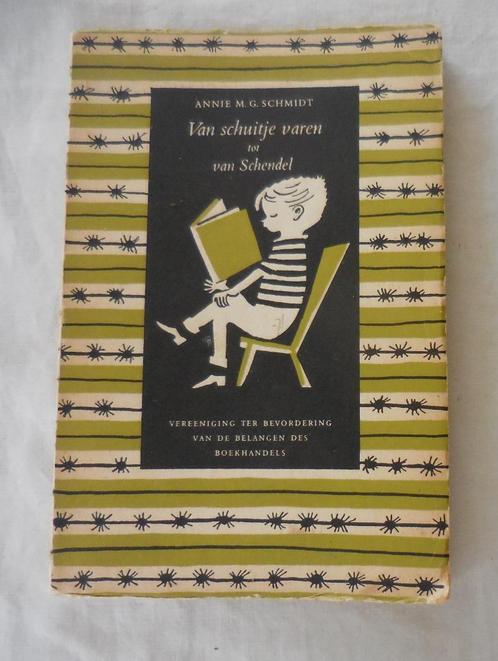 ANNIE M. G. SCHMIDT
Van schuitje varen
tot
van Schendel
VEREENIGING TER BEVORDERING
VAN DE BELANGEN DES
BOEKHANDELS